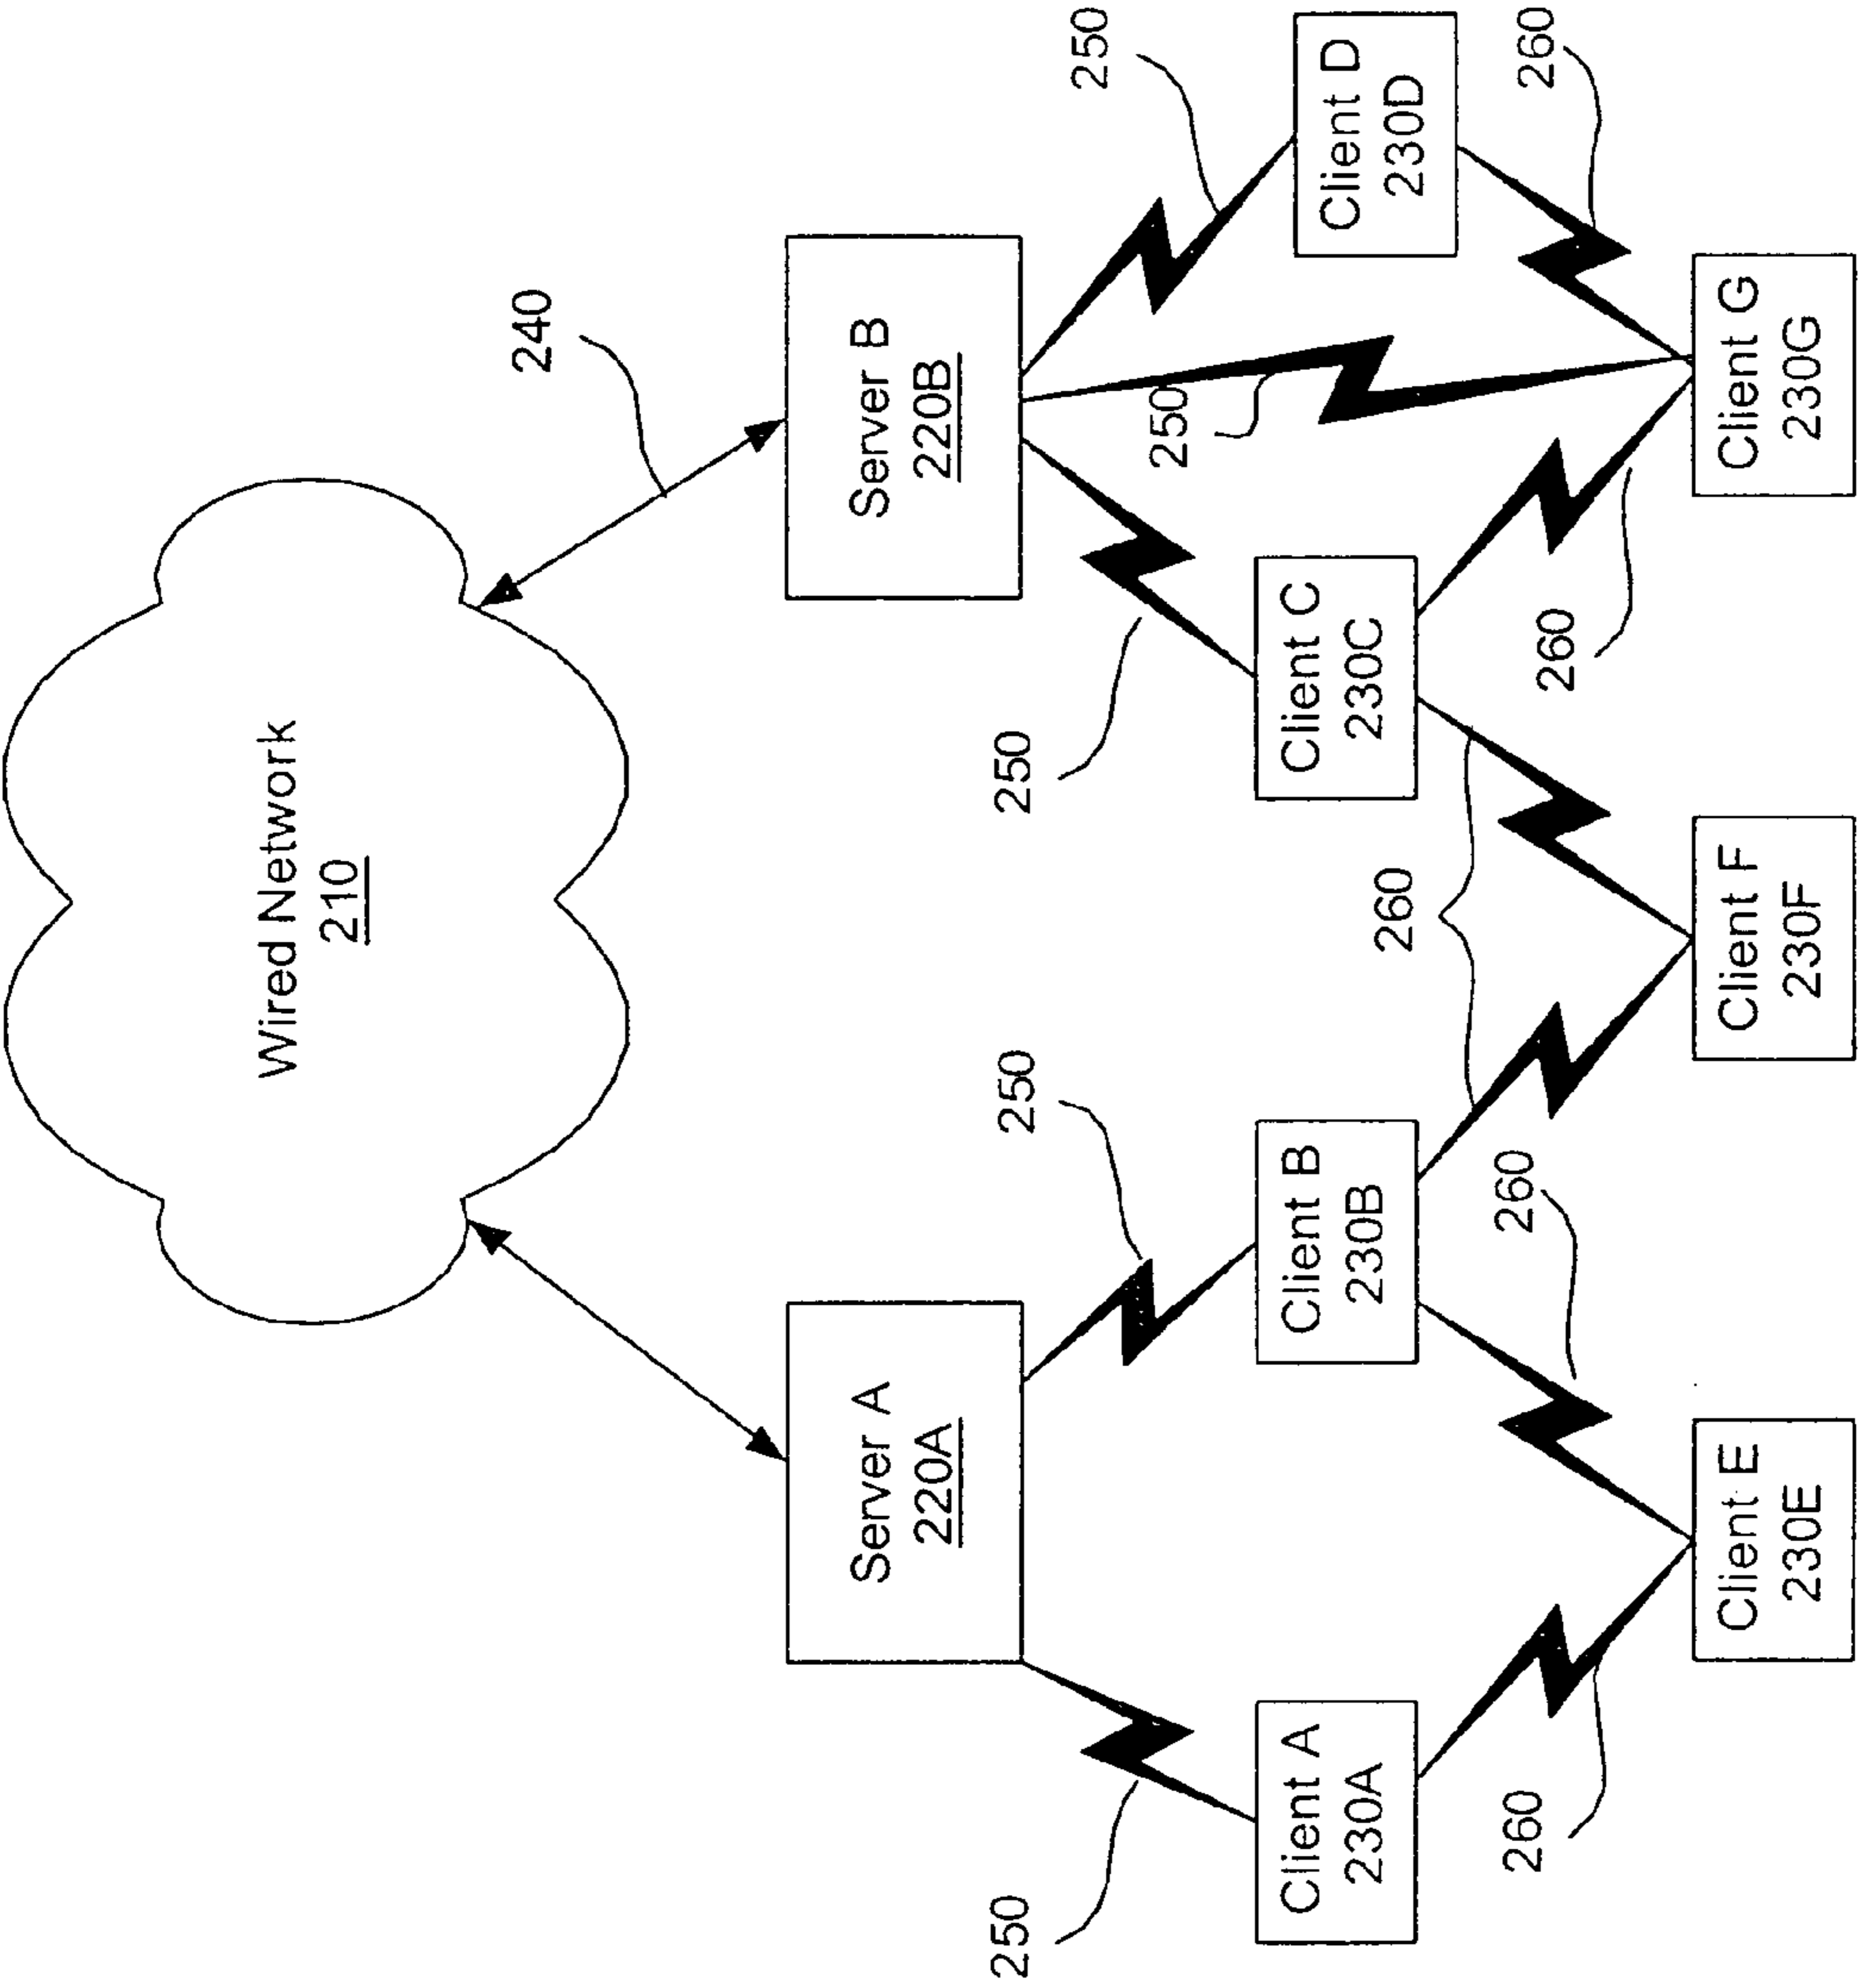 Wired Network
210
240
Server A
220A
Server B
220B
250
250
250
250
250
Client A
230A
Client B
230B
Client C
230C
Client D
230D
260
260
260
260
260
Client E
230E
Client F
230F
Client G
230G